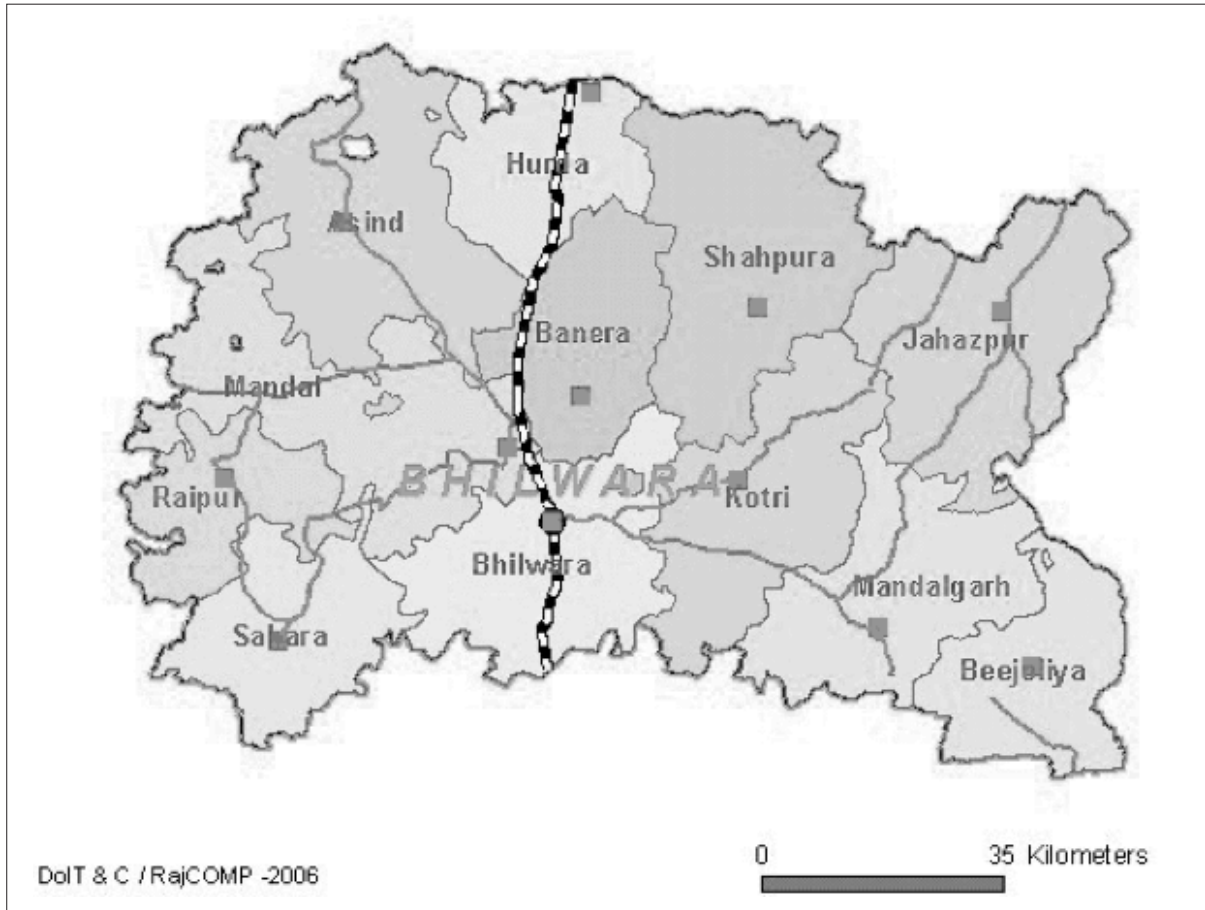 Hurda
Asind
Shahpura
Banera
Jahazpur
Mandal
BHILWARA
Raipur
Kotri
Bhilwara
Mandalgarh
Sahara
Beejoliya
0 35 Kilometers
DoIT & C / RajCOMP -2006